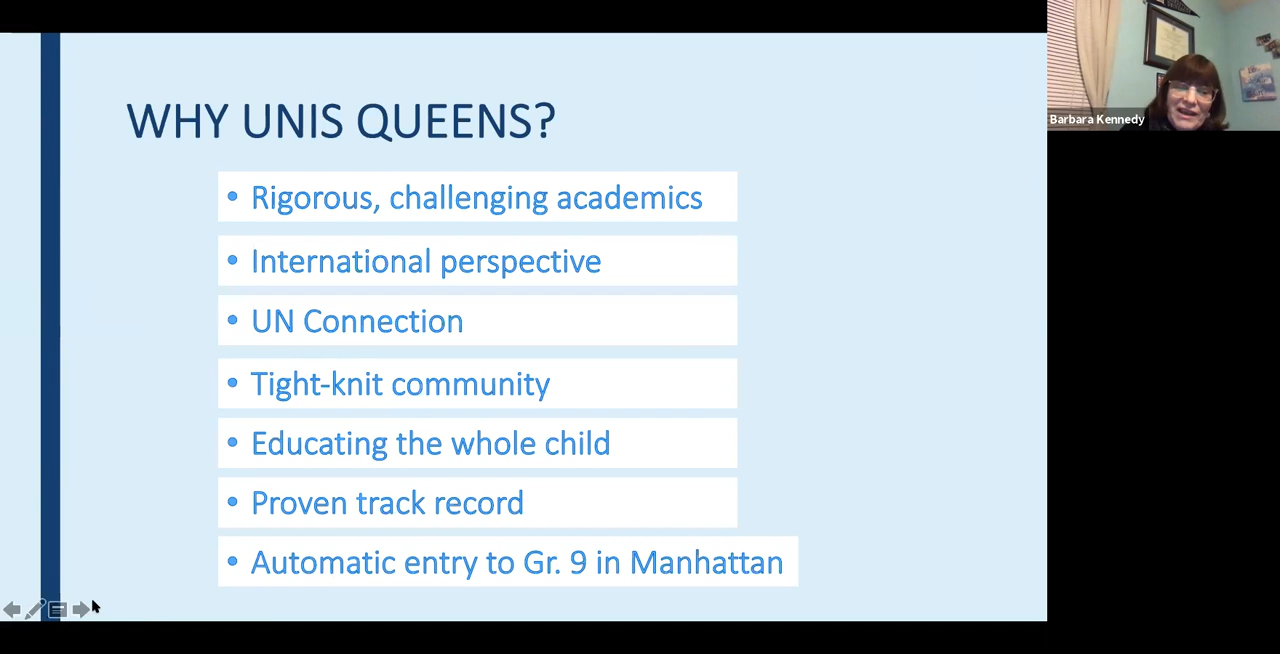 WHY UNIS QUEENS?
• Rigorous, challenging academics
• International perspective
• UN Connection
• Tight-knit community
• Educating the whole child
• Proven track record
• Automatic entry to Gr. 9 in Manhattan
Barbara Kennedy